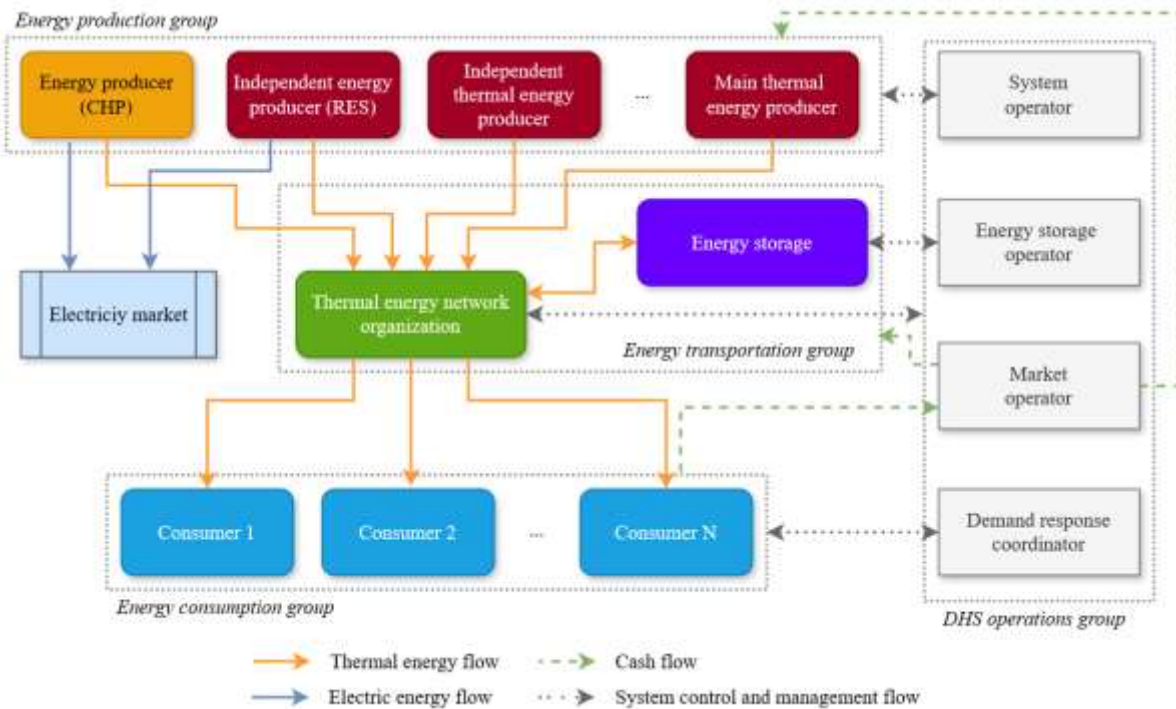 Energy production group
Energy producer
(CHP)
Independent energy
producer (RES)
Independent
thermal energy
producer
...
Main thermal
energy producer
System
operator
Energy storage
Energy storage
operator
Electriciy market
Thermal energy network
organization
Energy transportation group
Market
operator
Consumer 1
Consumer 2
...
Consumer N
Demand response
coordinator
Energy consumption group
DHS operations group
Thermal energy flow
Cash flow
Electric energy flow
System control and management flow